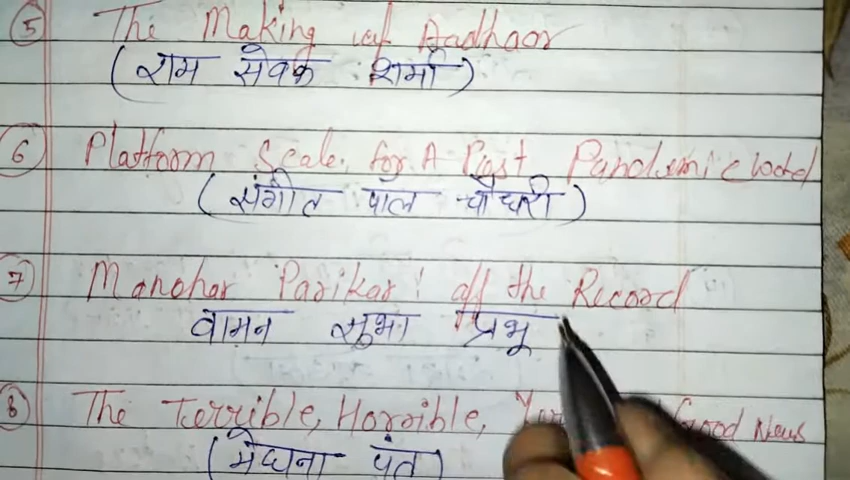 5 The Making of Aadhaar
(राम सेवक शर्मा)
6 Platform Scale: for A Post Pandemic World
(संगीत पॉल चौधरी)
7 Manohar Parikar: off the Record
वामन सुभा प्रभू
8 The Terrible, Horrible, Good News
(मेघना पंत)